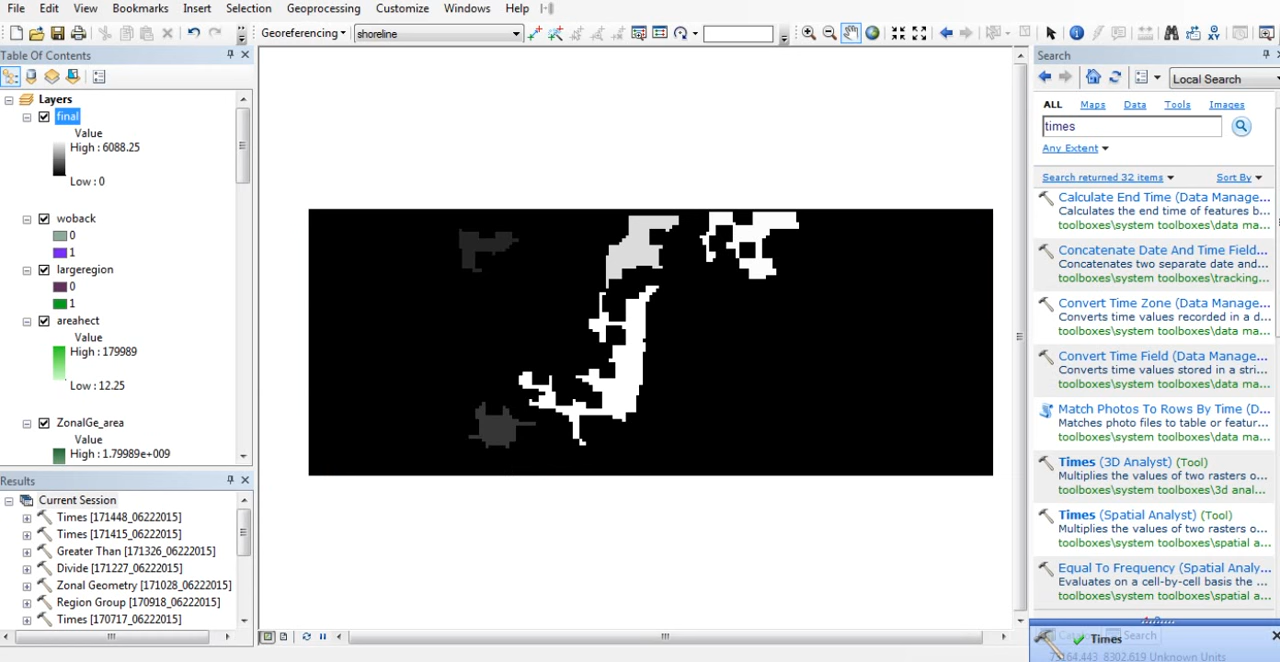 File Edit View Bookmarks Insert Selection Geoprocessing Customize Windows Help
Georeferencing shoreline
Table Of Contents
Layers
final
Value
High : 6088.25
Low : 0
woback
0
1
largeregion
0
1
areahect
Value
High : 179989
Low : 12.25
ZonalGe_area
Value
High : 1.79989e+009
Results
Current Session
Times [171448_06222015]
Times [171415_06222015]
Greater Than [171326_06222015]
Divide [171227_06222015]
Zonal Geometry [171028_06222015]
Region Group [170918_06222015]
Times [170717_06222015]
Search
Local Search
ALL Maps Data Tools Images
times
Any Extent
Search returned 32 items Sort By
Calculate End Time (Data Manage...
Calculates the end time of features b...
toolboxes\system toolboxes\data ma...
Concatenate Date And Time Field...
Concatenates two separate date and...
toolboxes\system toolboxes\tracking...
Convert Time Zone (Data Manage...
Converts time values recorded in a d...
toolboxes\system toolboxes\data ma...
Convert Time Field (Data Manage...
Converts time values stored in a stri...
toolboxes\system toolboxes\data ma...
Match Photos To Rows By Time (D...
Matches photo files to table or featur...
toolboxes\system toolboxes\data ma...
Times (3D Analyst) (Tool)
Multiplies the values of two rasters o...
toolboxes\system toolboxes\3d anal...
Times (Spatial Analyst) (Tool)
Multiplies the values of two rasters o...
toolboxes\system toolboxes\spatial a...
Equal To Frequency (Spatial Analy...
Evaluates on a cell-by-cell basis the ...
toolboxes\system toolboxes\spatial a...
Times
Search
8302.619 Unknown Units